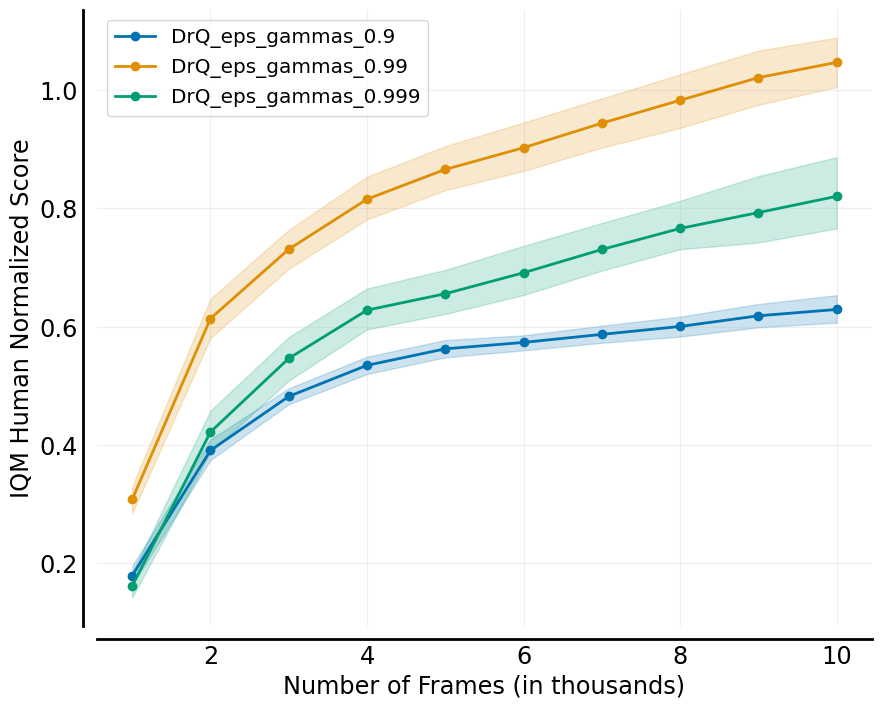 DrQ_eps_gammas_0.9
DrQ_eps_gammas_0.99
DrQ_eps_gammas_0.999
IQM Human Normalized Score
1.0
0.8
0.6
0.4
0.2
2 4 6 8 10
Number of Frames (in thousands)